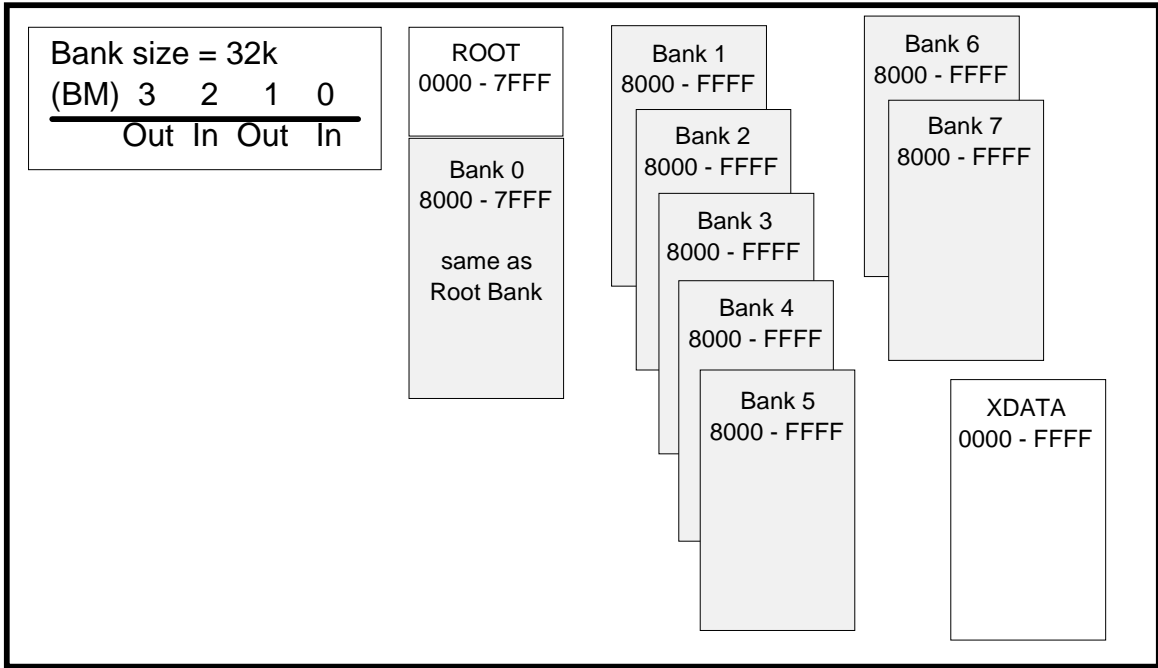 Bank size = 32k
(BM) 3 2 1 0
Out In Out In
ROOT
0000 - 7FFF
Bank 0
8000 - 7FFF
same as
Root Bank
Bank 1
8000 - FFFF
Bank 2
8000 - FFFF
Bank 3
8000 - FFFF
Bank 4
8000 - FFFF
Bank 5
8000 - FFFF
Bank 6
8000 - FFFF
Bank 7
8000 - FFFF
XDATA
0000 - FFFF